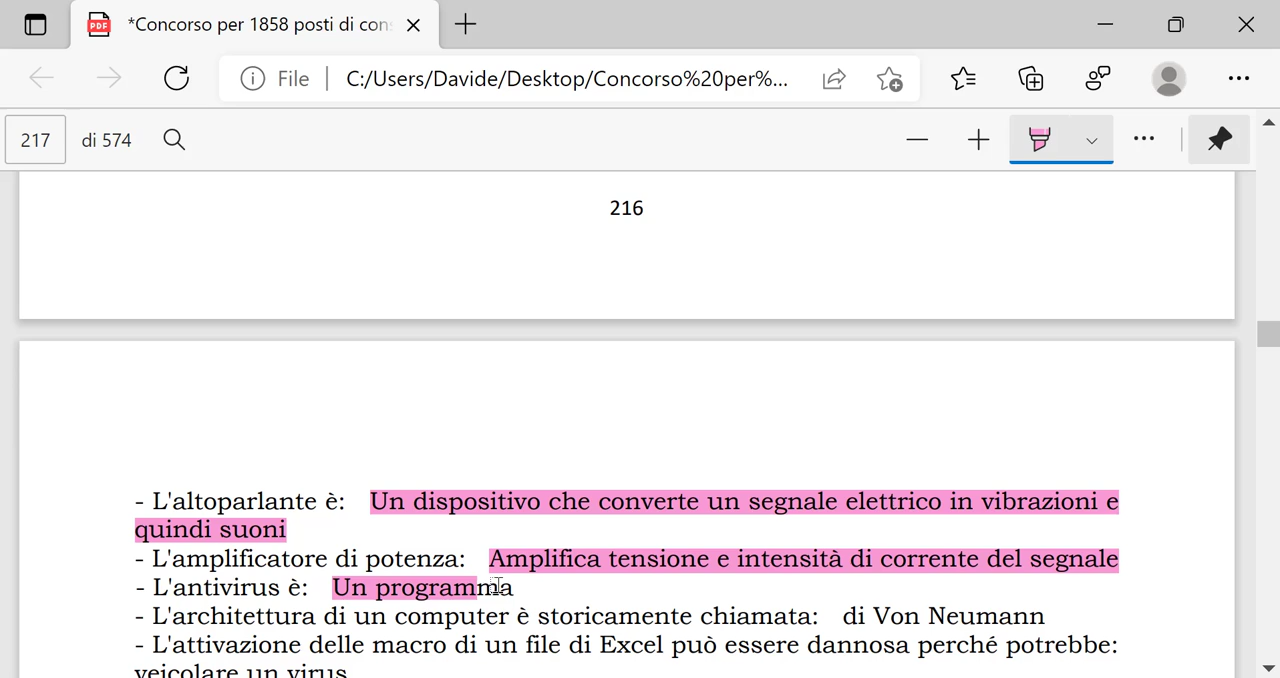 *Concorso per 1858 posti di con
File
C:/Users/Davide/Desktop/Concorso%20per%...
217 di 574
216
- L'altoparlante è: Un dispositivo che converte un segnale elettrico in vibrazioni e
quindi suoni
- L'amplificatore di potenza: Amplifica tensione e intensità di corrente del segnale
- L'antivirus è: Un programma
- L'architettura di un computer è storicamente chiamata: di Von Neumann
- L'attivazione delle macro di un file di Excel può essere dannosa perché potrebbe:
veicolare un virus